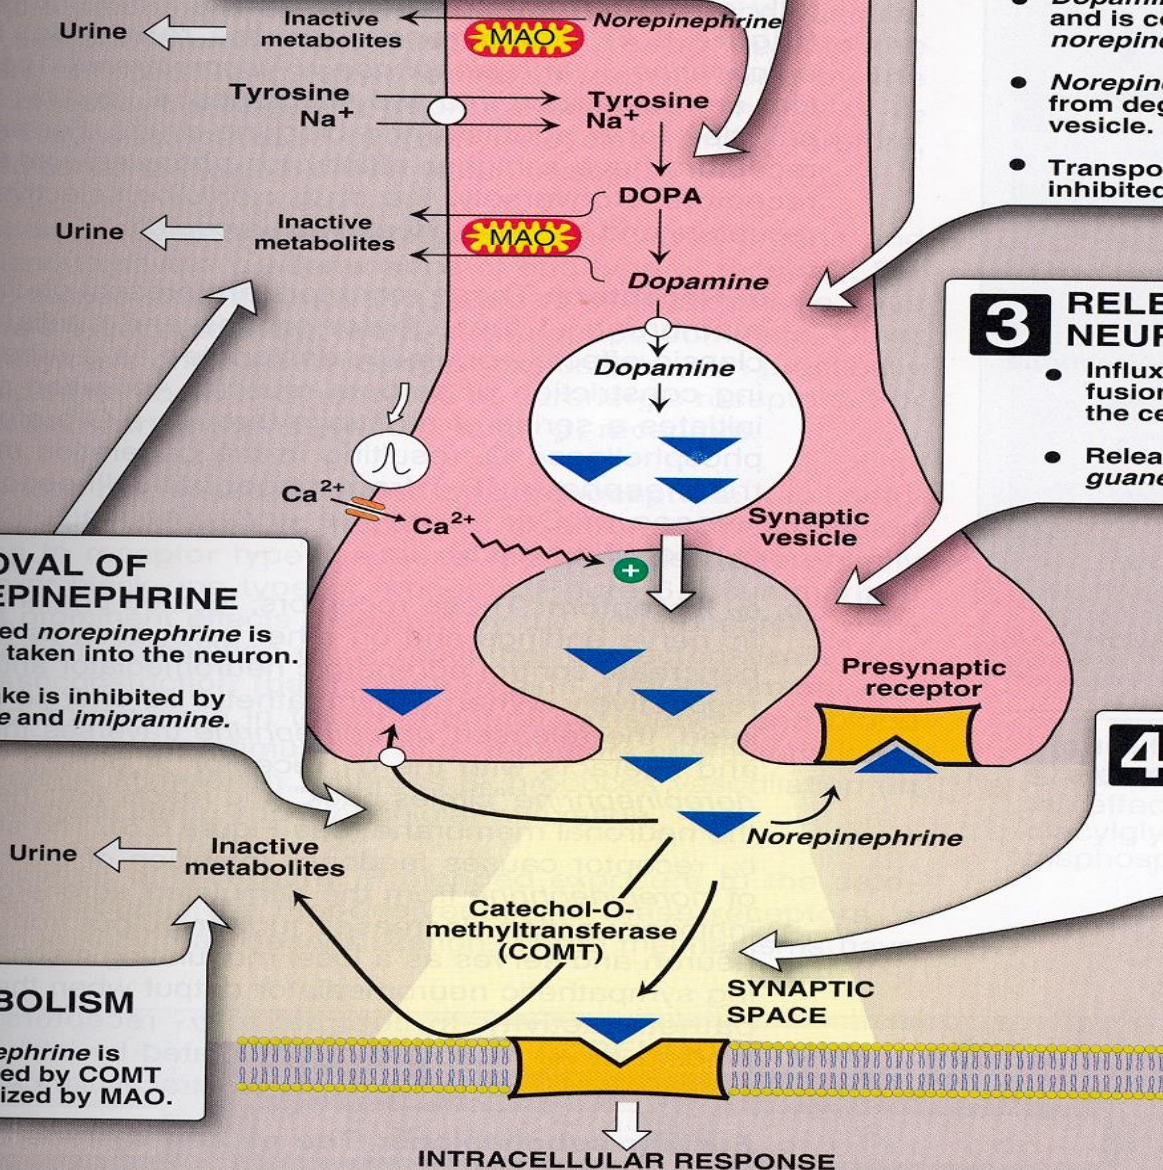 Urine
Inactive
metabolites
MAO
Norepinephrine
Tyrosine
Na+
Tyrosine
Na+
DOPA
Urine
Inactive
metabolites
MAO
Dopamine
Dopamine
Ca2+
Ca2+
+
Synaptic
vesicle
Presynaptic
receptor
Norepinephrine
Urine
Inactive
metabolites
Catechol-O-
methyltransferase
(COMT)
SYNAPTIC
SPACE
INTRACELLULAR RESPONSE
OVAL OF
EPINEPHRINE
ed norepinephrine is
taken into the neuron.
ke is inhibited by
e and imipramine.
BOLISM
ephrine is
ed by COMT
ized by MAO.
and is c
norepin
• Norepin
from deg
vesicle.
• Transpo
inhibited
3 RELE
NEUR
• Influx
fusion
the ce
• Relea
guane
4